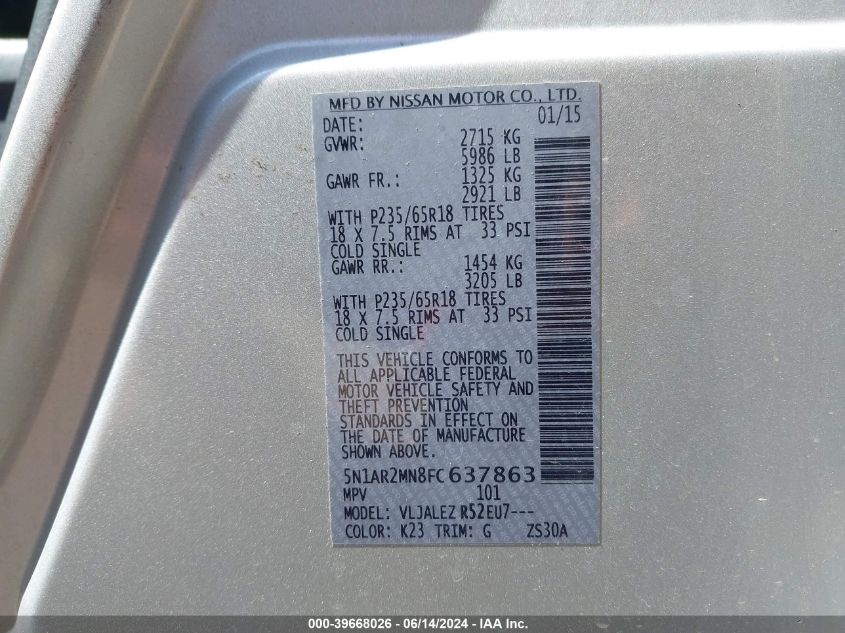 MFD BY NISSAN MOTOR CO., LTD.
DATE: 01/15
GVWR: 2715 KG
5986 LB
GAWR FR.: 1325 KG
2921 LB
WITH P235/65R18 TIRES
18 X 7.5 RIMS AT 33 PSI
COLD SINGLE
GAWR RR.: 1454 KG
3205 LB
WITH P235/65R18 TIRES
18 X 7.5 RIMS AT 33 PSI
COLD SINGLE
THIS VEHICLE CONFORMS TO
ALL APPLICABLE FEDERAL
MOTOR VEHICLE SAFETY AND
THEFT PREVENTION
STANDARDS IN EFFECT ON
THE DATE OF MANUFACTURE
SHOWN ABOVE.
5N1AR2MN8FC637863
MPV 101
MODEL: VLJALEZ R52EU7---
COLOR: K23 TRIM: G ZS30A
000-39668026 - 06/14/2024 - IAA Inc.